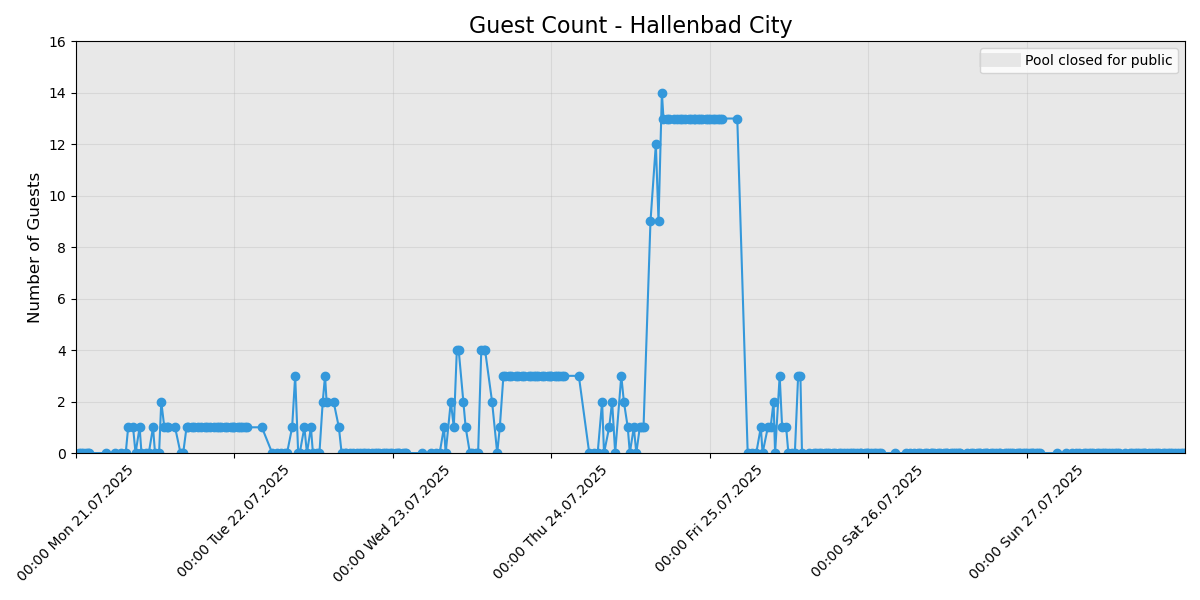 Guest Count - Hallenbad City
Pool closed for public
Number of Guests
16
14
12
10
8
6
4
2
0
00:00 Mon 21.07.2025
00:00 Tue 22.07.2025
00:00 Wed 23.07.2025
00:00 Thu 24.07.2025
00:00 Fri 25.07.2025
00:00 Sat 26.07.2025
00:00 Sun 27.07.2025